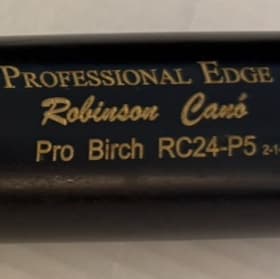 PROFESSIONAL EDGE
Robinson Canó
Pro Birch RC24-P5